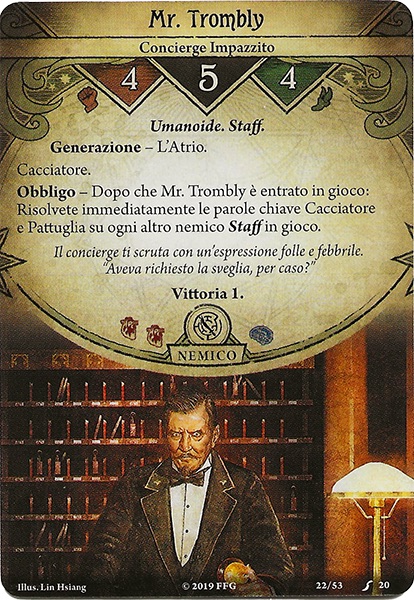 Mr. Trombly
Concierge Impazzito
4 5 4
Umanoide. Staff.
Generazione – L'Atrio.
Cacciatore.
Obbligo – Dopo che Mr. Trombly è entrato in gioco:
Risolvete immediatamente le parole chiave Cacciatore
e Pattuglia su ogni altro nemico Staff in gioco.
Il concierge ti scruta con un'espressione folle e febbrile.
"Aveva richiesto la sveglia, per caso?"
Vittoria 1.
NEMICO
Illus. Lin Hsiang © 2019 FFG 22/53 20